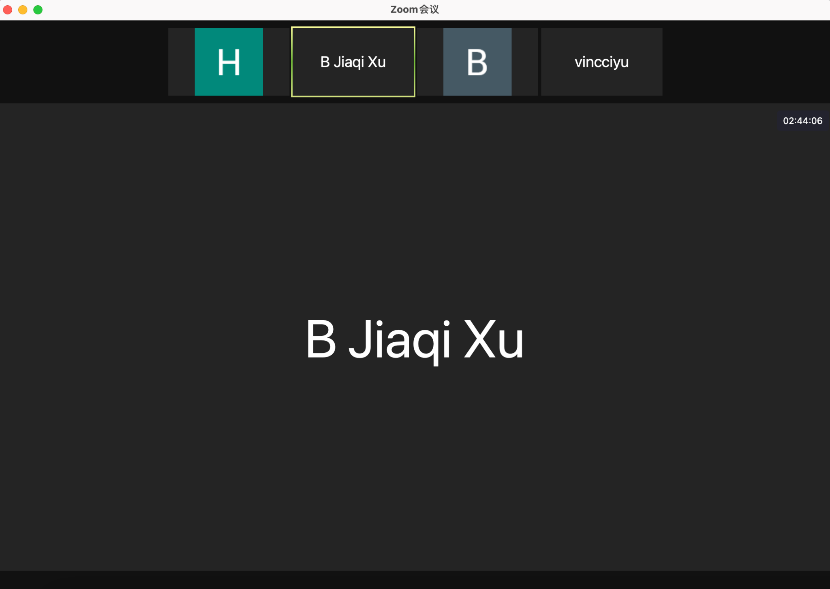 Zoom会议
H
B Jiaqi Xu
B
vincciyu
02:44:06
B Jiaqi Xu